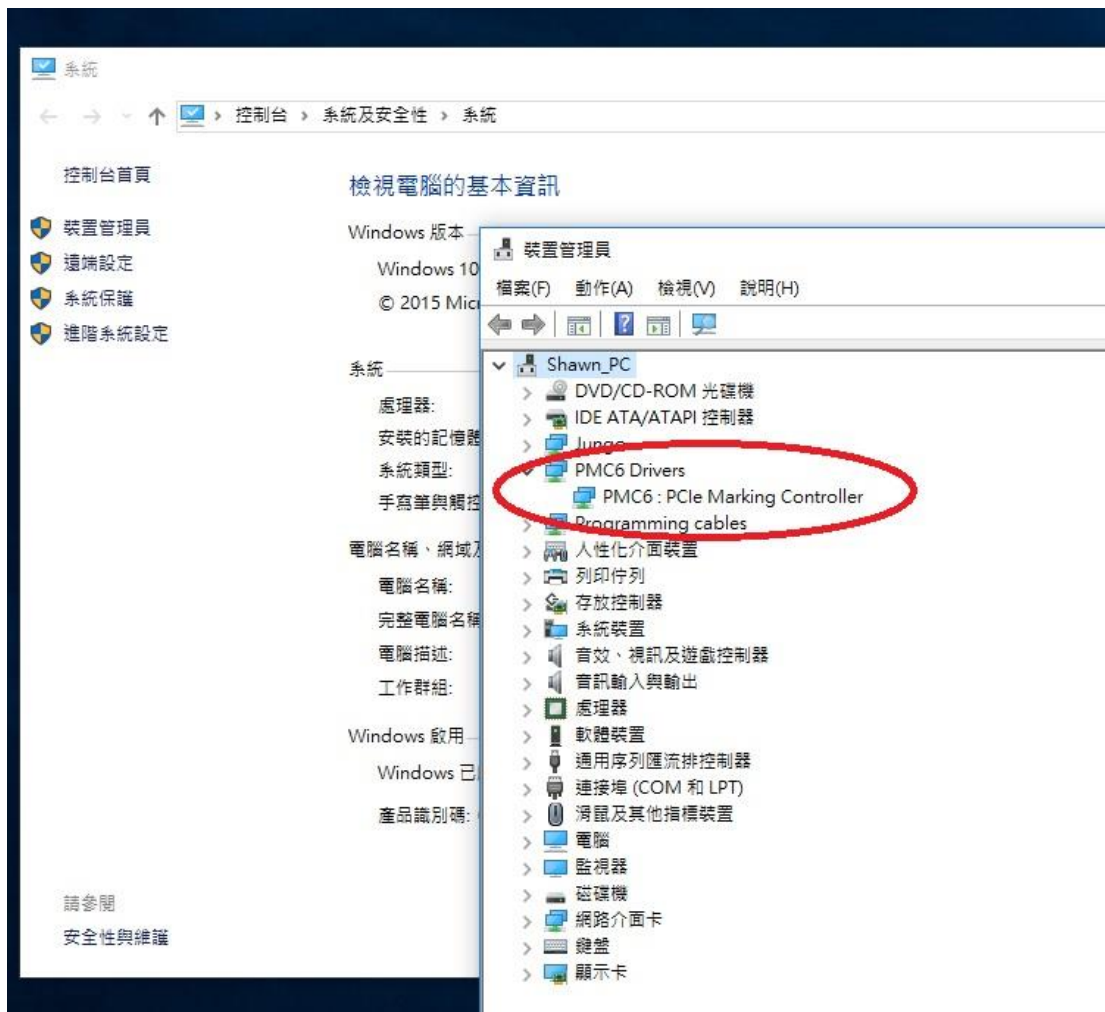 系統
控制台 › 系統及安全性 › 系統
控制台首頁
裝置管理員
遠端設定
系統保護
進階系統設定
檢視電腦的基本資訊
Windows 版本
Windows 10
© 2015 Micr
系統
處理器:
安裝的記憶體
系統類型:
手寫筆與觸控
電腦名稱、網域及
電腦名稱:
完整電腦名稱
電腦描述:
工作群組:
Windows 啟用
Windows 已
產品識別碼:
請參閱
安全性與維護
裝置管理員
檔案(F) 動作(A) 檢視(V) 說明(H)
Shawn_PC
DVD/CD-ROM 光碟機
IDE ATA/ATAPI 控制器
Jungo
PMC6 Drivers
PMC6 : PCIe Marking Controller
Programming cables
人性化介面裝置
列印佇列
存放控制器
系統裝置
音效、視訊及遊戲控制器
音訊輸入與輸出
處理器
軟體裝置
通用序列匯流排控制器
連接埠 (COM 和 LPT)
滑鼠及其他指標裝置
電腦
監視器
磁碟機
網路介面卡
鍵盤
顯示卡